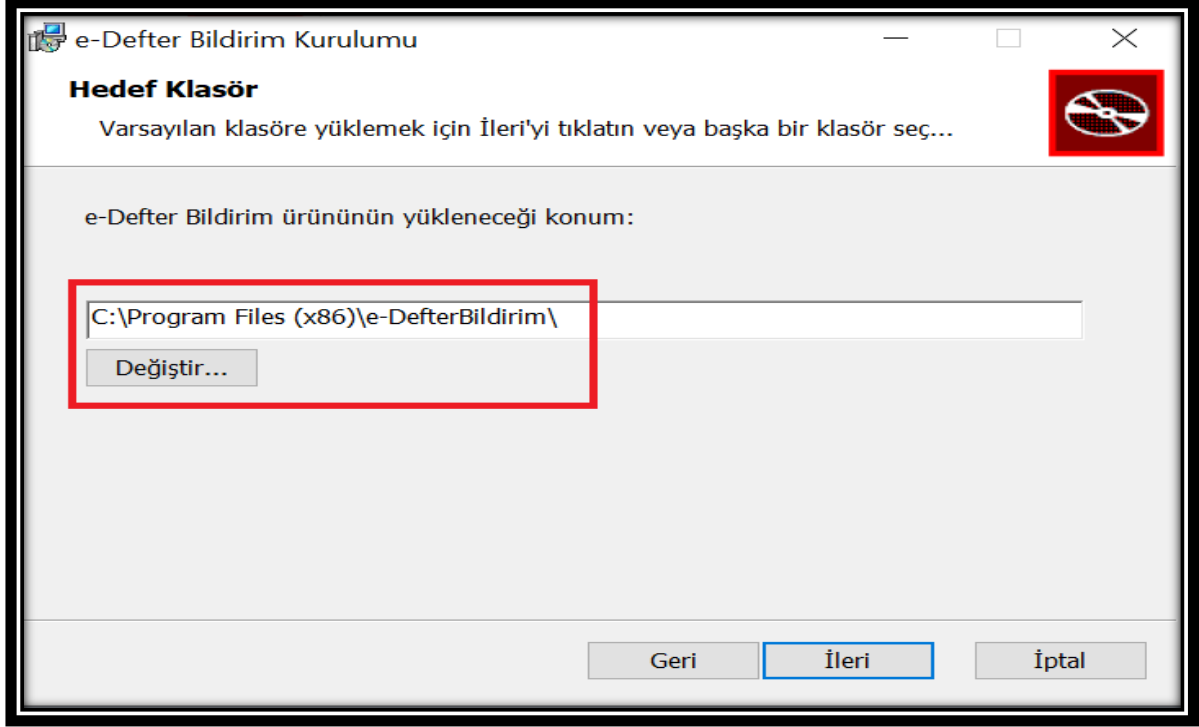 e-Defter Bildirim Kurulumu
Hedef Klasör
Varsayılan klasöre yüklemek için İleri'yi tıklatın veya başka bir klasör seç...
e-Defter Bildirim ürününün yükleneceği konum:
C:\Program Files (x86)\e-DefterBildirim\
Değiştir...
Geri
İleri
İptal